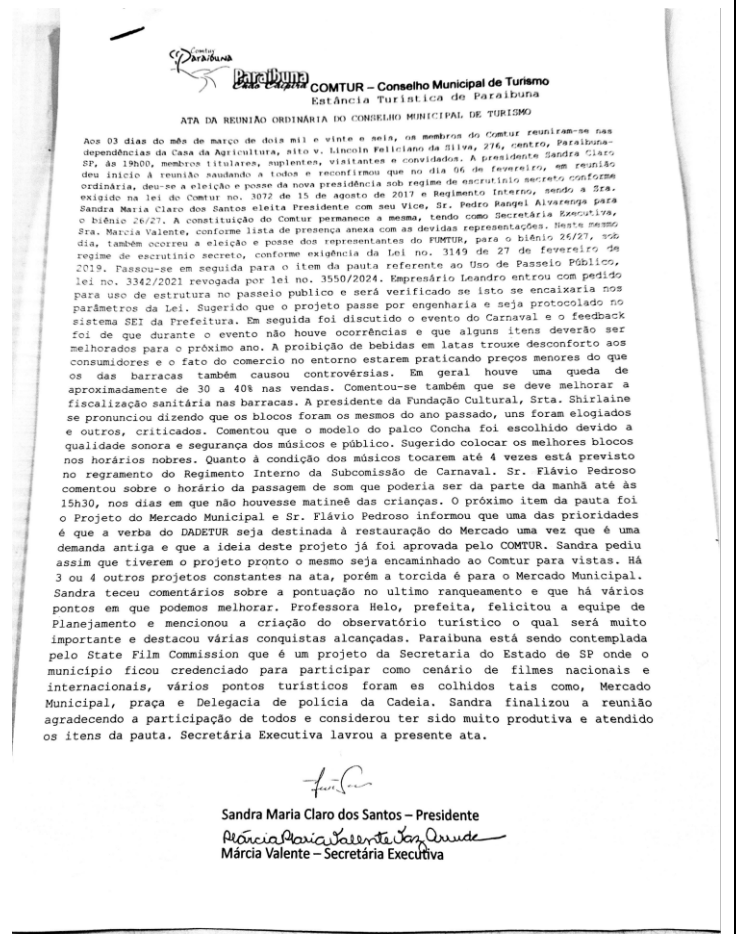 Comtur
Paraibuna
Paraibuna
COMTUR – Conselho Municipal de Turismo
Estância Turística de Paraibuna
ATA DA REUNIÃO ORDINÁRIA DO CONSELHO MUNICIPAL DE TURISMO
Aos 03 dias do mês de março de dois mil e vinte e seis, os membros do Comtur reuniram-se nas
dependências da Casa da Agricultura, sito v. Lincoln Feliciano da Silva, 276, centro, Paraibuna-
SP, às 19h00, membros titulares, suplentes, visitantes e convidados. A presidente Sandra Claro
deu início à reunião saudando a todos e reconfirmou que no dia 06 de fevereiro, em reunião
ordinária, deu-se a eleição e posse da nova presidência sob regime de escrutínio secreto conforme
exigido na lei do Comtur no. 3072 de 15 de agosto de 2017 e Regimento Interno, sendo a Sra.
Sandra Maria Claro dos Santos eleita Presidente com seu Vice, Sr. Pedro Rangel Alvarenga para
o biênio 26/27. A constituição do Comtur permanece a mesma, tendo como Secretária Executiva,
Sra. Marcia Valente, conforme lista de presença anexa com as devidas representações. Neste mesmo
dia, também ocorreu a eleição e posse dos representantes do FUMTUR, para o biênio 26/27, sob
regime de escrutínio secreto, conforme exigência da Lei no. 3149 de 27 de fevereiro de
2019. Passou-se em seguida para o item da pauta referente ao Uso de Passeio Público,
lei no. 3342/2021 revogada por lei no. 3550/2024. Empresário Leandro entrou com pedido
para uso de estrutura no passeio publico e será verificado se isto se encaixaria nos
parâmetros da Lei. Sugerido que o projeto passe por engenharia e seja protocolado no
sistema SEI da Prefeitura. Em seguida foi discutido o evento do Carnaval e o feedback
foi de que durante o evento não houve ocorrências e que alguns itens deverão ser
melhorados para o próximo ano. A proibição de bebidas em latas trouxe desconforto aos
consumidores e o fato do comercio no entorno estarem praticando preços menores do que
os das barracas também causou controvérsias. Em geral houve uma queda de
aproximadamente de 30 a 40% nas vendas. Comentou-se também que se deve melhorar a
fiscalização sanitária nas barracas. A presidente da Fundação Cultural, Srta. Shirlaine
se pronunciou dizendo que os blocos foram os mesmos do ano passado, uns foram elogiados
e outros, criticados. Comentou que o modelo do palco Concha foi escolhido devido a
qualidade sonora e segurança dos músicos e público. Sugerido colocar os melhores blocos
nos horários nobres. Quanto à condição dos músicos tocarem até 4 vezes está previsto
no regramento do Regimento Interno da Subcomissão de Carnaval. Sr. Flávio Pedroso
comentou sobre o horário da passagem de som que poderia ser da parte da manhã até às
15h30, nos dias em que não houvesse matineê das crianças. O próximo item da pauta foi
o Projeto do Mercado Municipal e Sr. Flávio Pedroso informou que uma das prioridades
é que a verba do DADETUR seja destinada à restauração do Mercado uma vez que é uma
demanda antiga e que a ideia deste projeto já foi aprovada pelo COMTUR. Sandra pediu
assim que tiverem o projeto pronto o mesmo seja encaminhado ao Comtur para vistas. Há
3 ou 4 outros projetos constantes na ata, porém a torcida é para o Mercado Municipal.
Sandra teceu comentários sobre a pontuação no ultimo ranqueamento e que há vários
pontos em que podemos melhorar. Professora Helo, prefeita, felicitou a equipe de
Planejamento e mencionou a criação do observatório turístico o qual será muito
importante e destacou várias conquistas alcançadas. Paraibuna está sendo contemplada
pelo State Film Commission que é um projeto da Secretaria do Estado de SP onde o
município ficou credenciado para participar como cenário de filmes nacionais e
internacionais, vários pontos turísticos foram es colhidos tais como, Mercado
Municipal, praça e Delegacia de polícia da Cadeia. Sandra finalizou a reunião
agradecendo a participação de todos e considerou ter sido muito produtiva e atendido
os itens da pauta. Secretária Executiva lavrou a presente ata.
Sandra Maria Claro dos Santos – Presidente
Márcia Maria Valente Vaz Arruda
Márcia Valente – Secretária Executiva